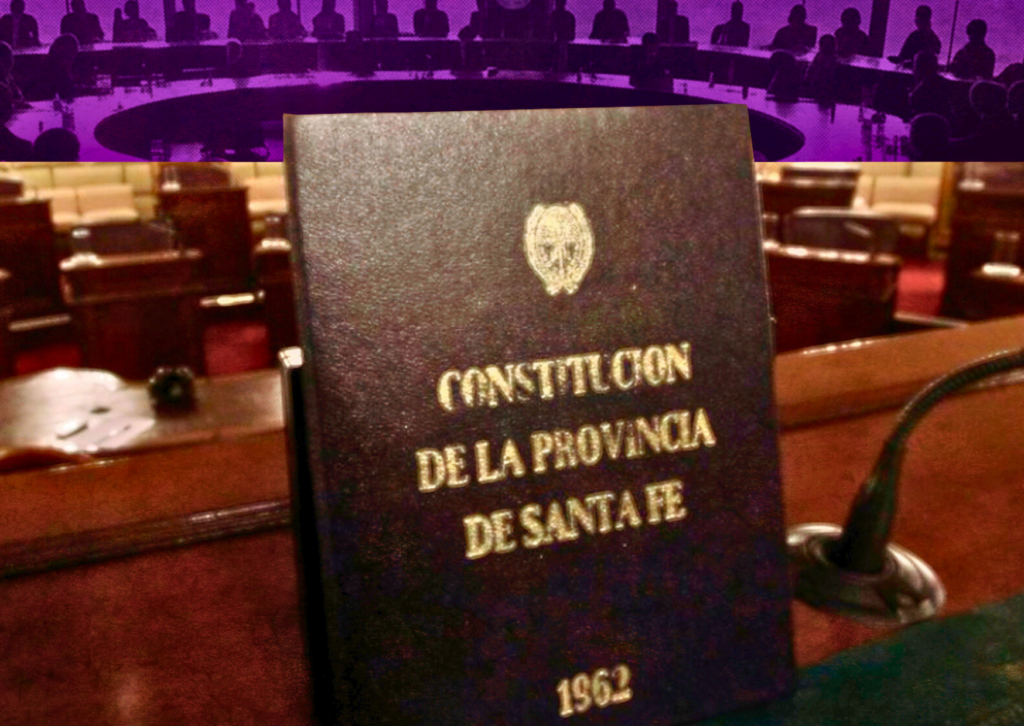 CONSTITUCION
DE LA PROVINCIA
DE SANTA FE
1962